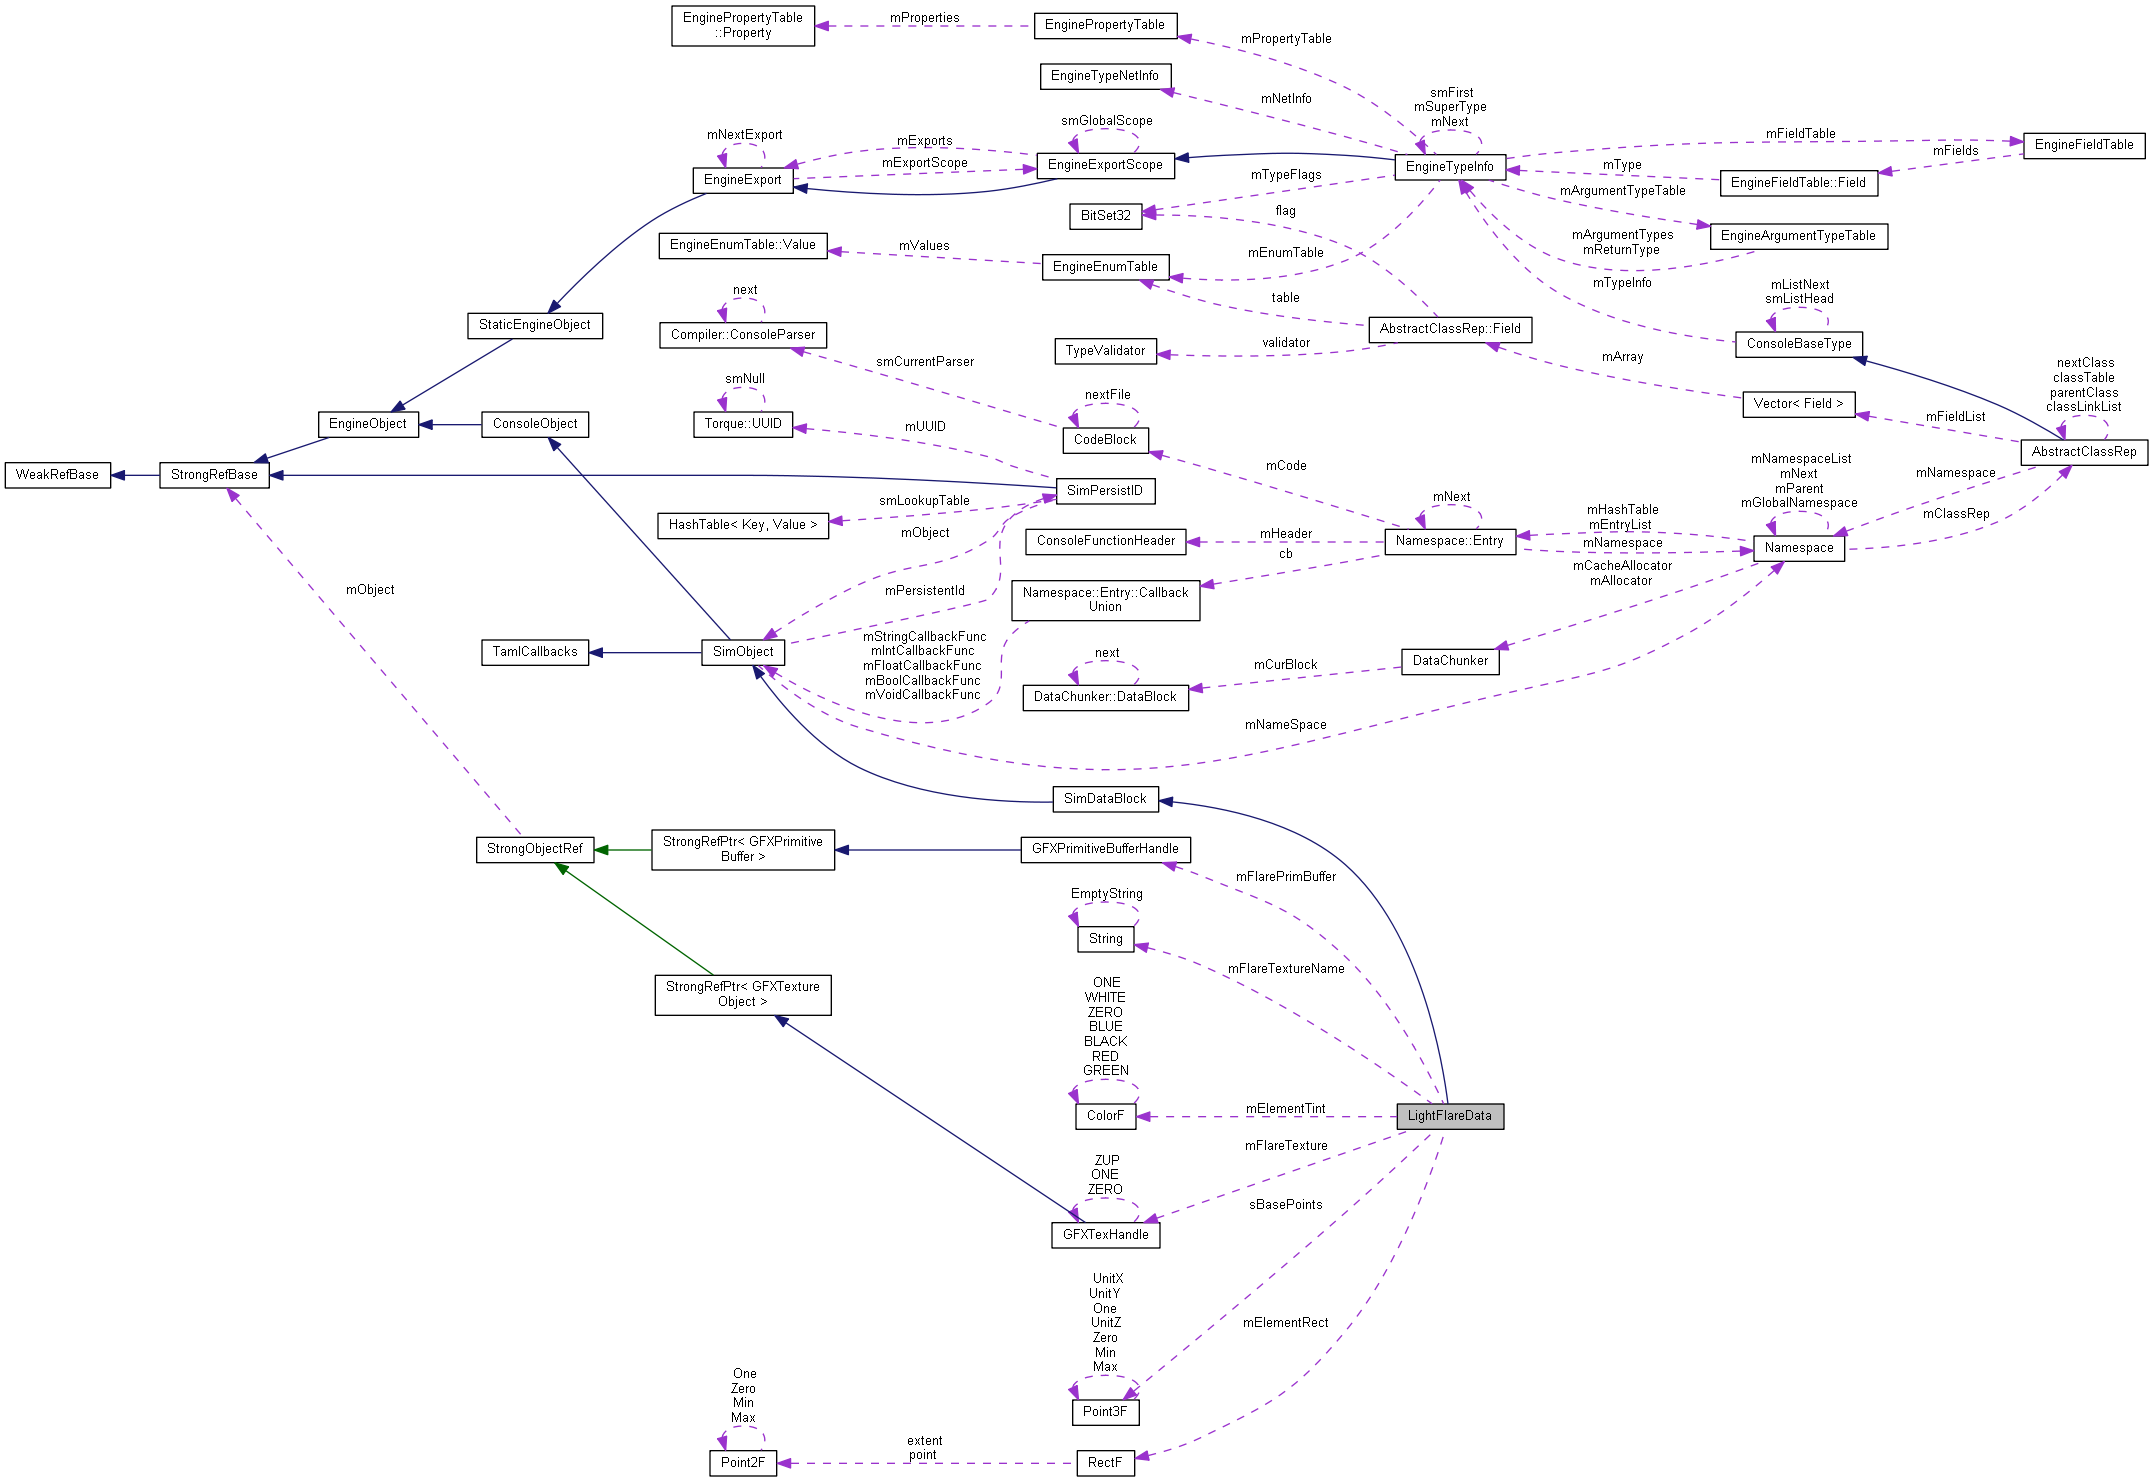 EnginePropertyTable
::Property
mProperties
EnginePropertyTable
mPropertyTable
EngineTypeNetInfo
mNetInfo
smFirst
mSuperType
mNext
smGlobalScope
mNextExport
mExports
mExportScope
EngineExport
EngineExportScope
EngineTypeInfo
mFieldTable
EngineFieldTable
mFields
mType
EngineFieldTable::Field
mTypeFlags
mArgumentTypeTable
BitSet32
flag
EngineArgumentTypeTable
mArgumentTypes
mReturnType
EngineEnumTable::Value
mValues
EngineEnumTable
mEnumTable
mTypeInfo
mListNext
smListHead
next
table
StaticEngineObject
Compiler::ConsoleParser
AbstractClassRep::Field
ConsoleBaseType
TypeValidator
validator
mArray
smCurrentParser
nextClass
classTable
parentClass
classLinkList
smNull
nextFile
Vector< Field >
mFieldList
EngineObject
ConsoleObject
Torque::UUID
mUUID
CodeBlock
AbstractClassRep
mCode
mNamespaceList
mNext
mParent
mGlobalNamespace
mNamespace
WeakRefBase
StrongRefBase
SimPersistID
smLookupTable
mNext
mHashTable
mEntryList
mClassRep
HashTable< Key, Value >
mObject
ConsoleFunctionHeader
mHeader
Namespace::Entry
mNamespace
Namespace
cb
mCacheAllocator
mAllocator
mObject
mPersistentId
Namespace::Entry::Callback
Union
TamlCallbacks
SimObject
mStringCallbackFunc
mIntCallbackFunc
mFloatCallbackFunc
mBoolCallbackFunc
mVoidCallbackFunc
next
mCurBlock
DataChunker
DataChunker::DataBlock
mNameSpace
SimDataBlock
StrongObjectRef
StrongRefPtr< GFXPrimitive
Buffer >
GFXPrimitiveBufferHandle
mFlarePrimBuffer
EmptyString
String
mFlareTextureName
StrongRefPtr< GFXTexture
Object >
ONE
WHITE
ZERO
BLUE
BLACK
RED
GREEN
ColorF
mElementTint
LightFlareData
mFlareTexture
ZUP
ONE
ZERO
sBasePoints
GFXTexHandle
UnitX
UnitY
One
UnitZ
Zero
Min
Max
mElementRect
Point3F
One
Zero
Min
Max
Point2F
extent
point
RectF